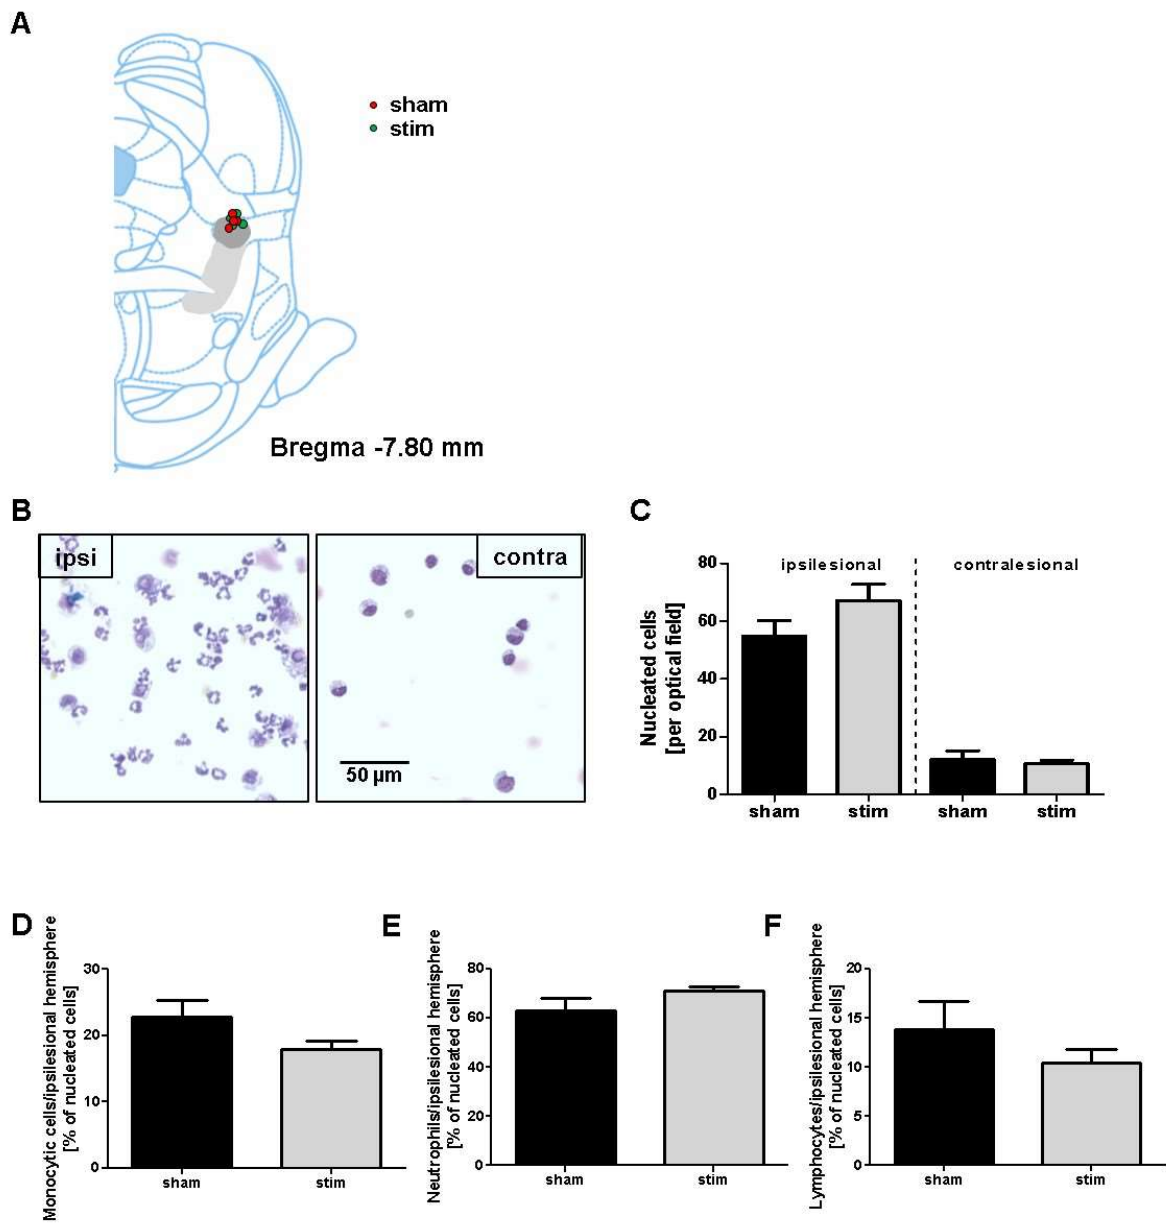 A
sham
stim
Bregma -7.80 mm
B
ipsi
contra
50 µm
C
Nucleated cells
[per optical field]
80
60
40
20
0
ipsilesional
contralesional
sham
stim
sham
stim
D
Monocytic cells/ipsilesional hemisphere
[% of nucleated cells]
30
20
10
0
sham
stim
E
Neutrophils/ipsilesional hemisphere
[% of nucleated cells]
80
60
40
20
0
sham
stim
F
Lymphocytes/ipsilesional hemisphere
[% of nucleated cells]
20
15
10
5
0
sham
stim